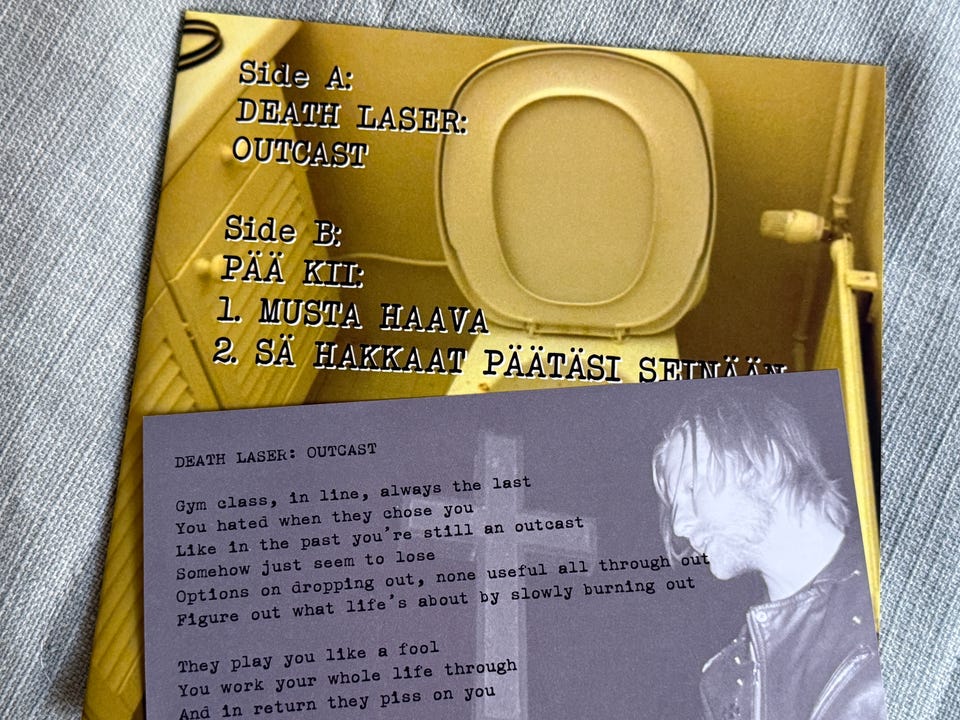 Side A:
DEATH LASER:
OUTCAST
Side B:
PÄÄ KII:
1. MUSTA HAAVA
2. SÄ HAKKAAT PÄÄTÄSI SEINÄÄN
DEATH LASER: OUTCAST
Gym class, in line, always the last
You hated when they chose you
Like in the past you're still an outcast
Somehow just seem to lose
Options on dropping out, none useful all through out
Figure out what life's about by slowly burning out
They play you like a fool
You work your whole life through
And in return they piss on you